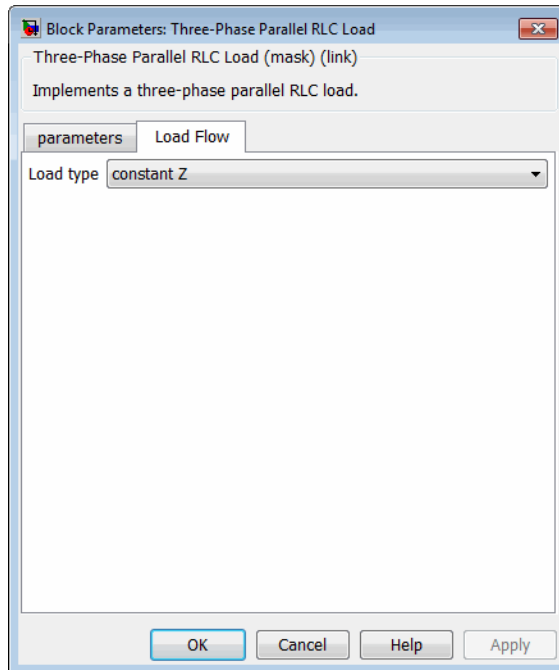 Block Parameters: Three-Phase Parallel RLC Load
Three-Phase Parallel RLC Load (mask) (link)
Implements a three-phase parallel RLC load.
parameters Load Flow
Load type constant Z
OK Cancel Help Apply